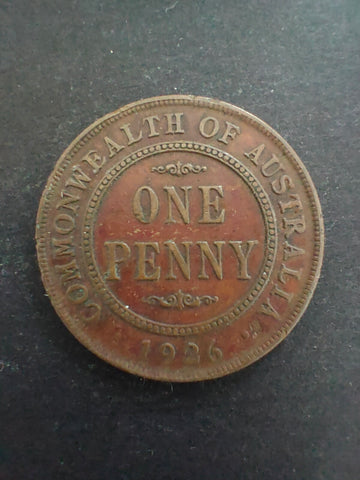 COMMONWEALTH OF AUSTRALIA
ONE
PENNY
1926